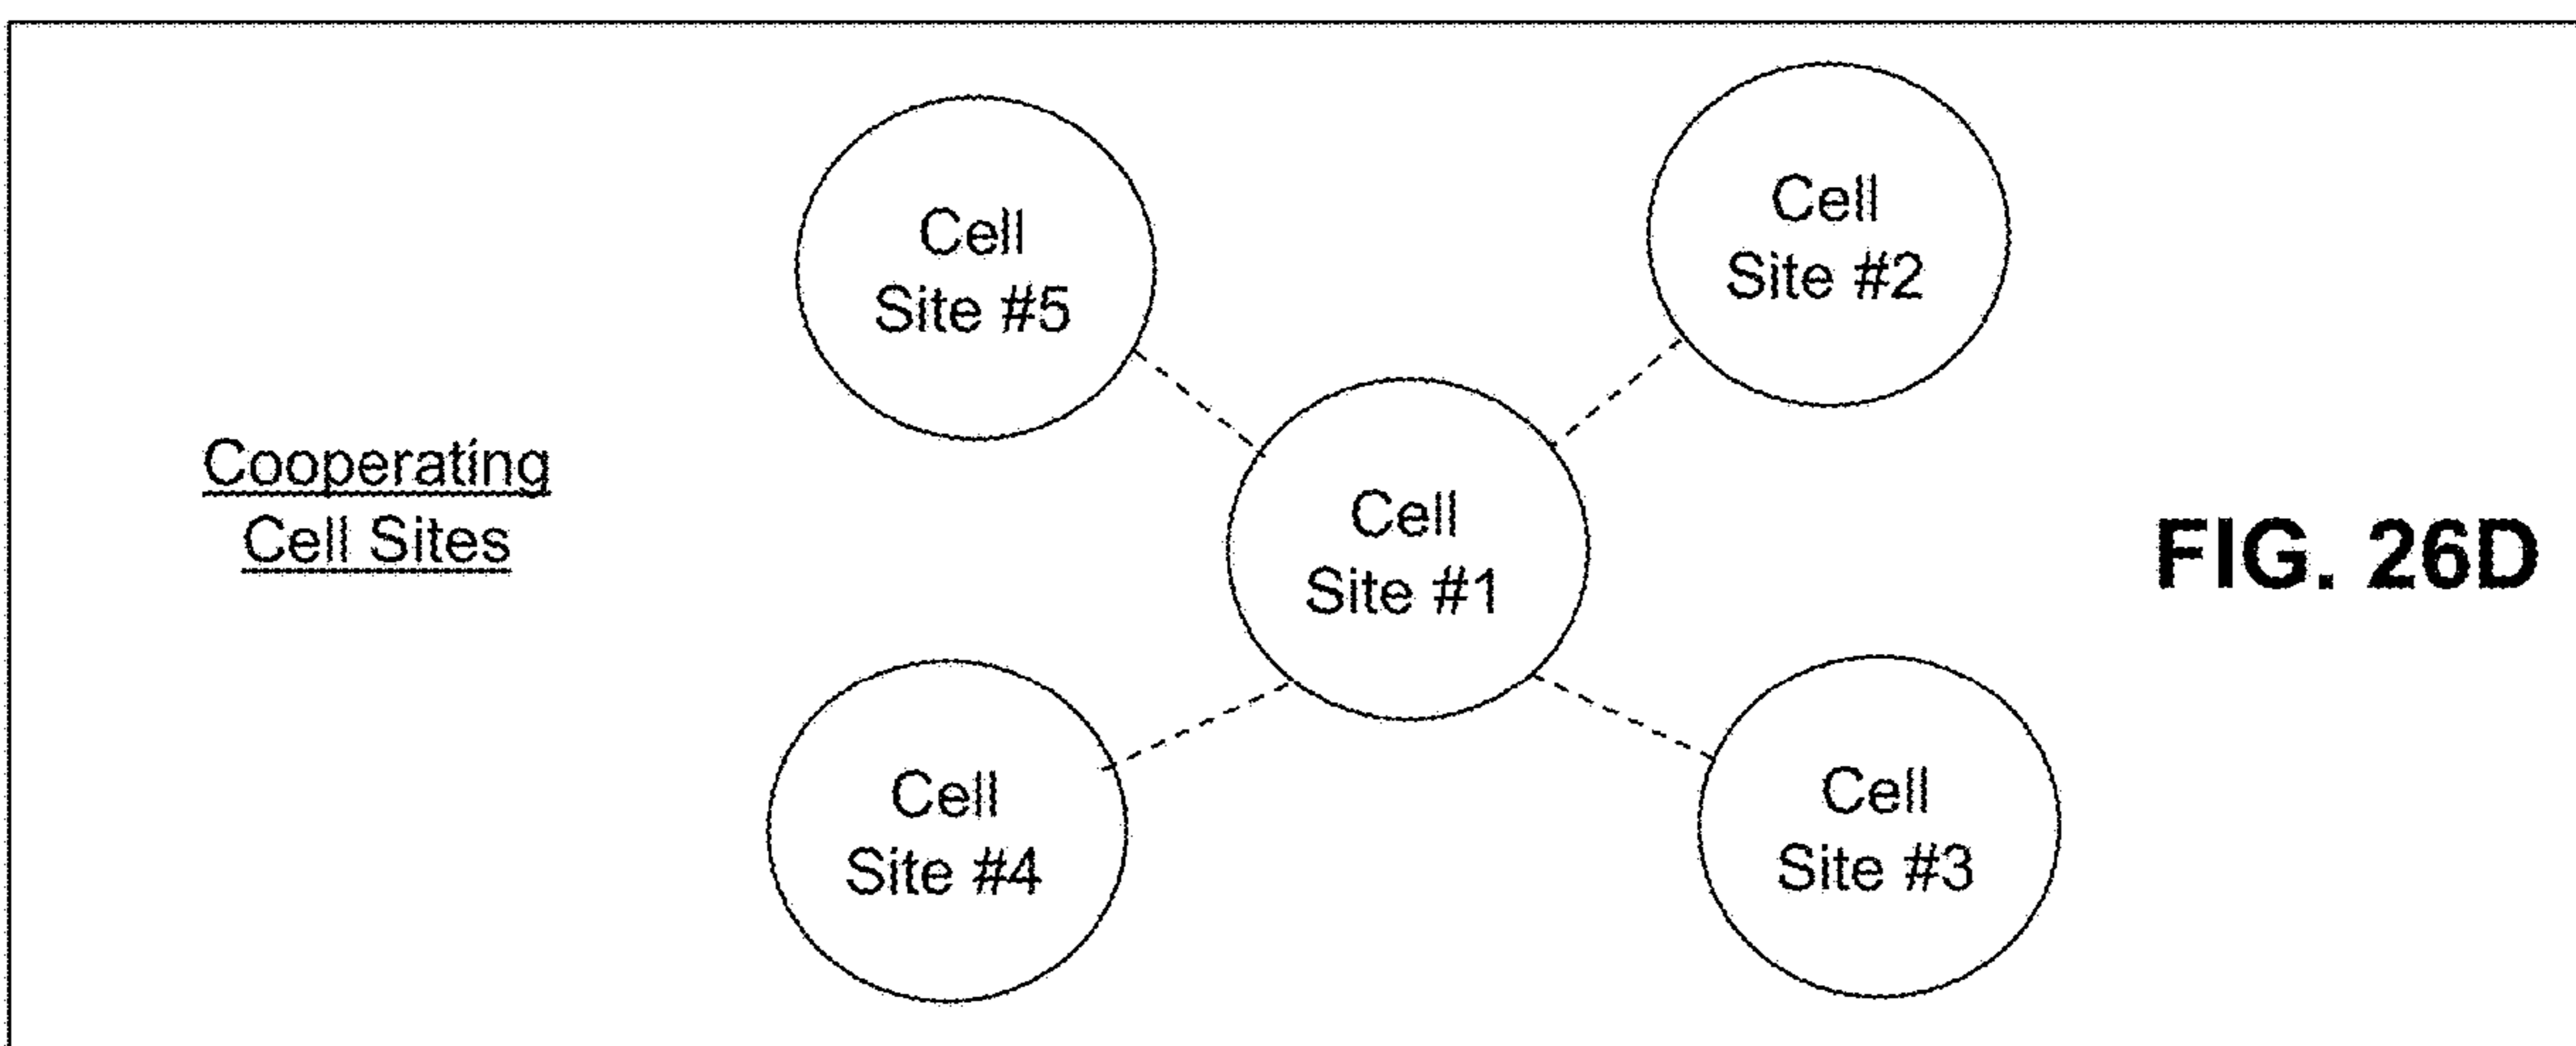 Cell
Site #5
Cell
Site #2
Cooperating
Cell Sites
Cell
Site #1
FIG. 26D
Cell
Site #4
Cell
Site #3